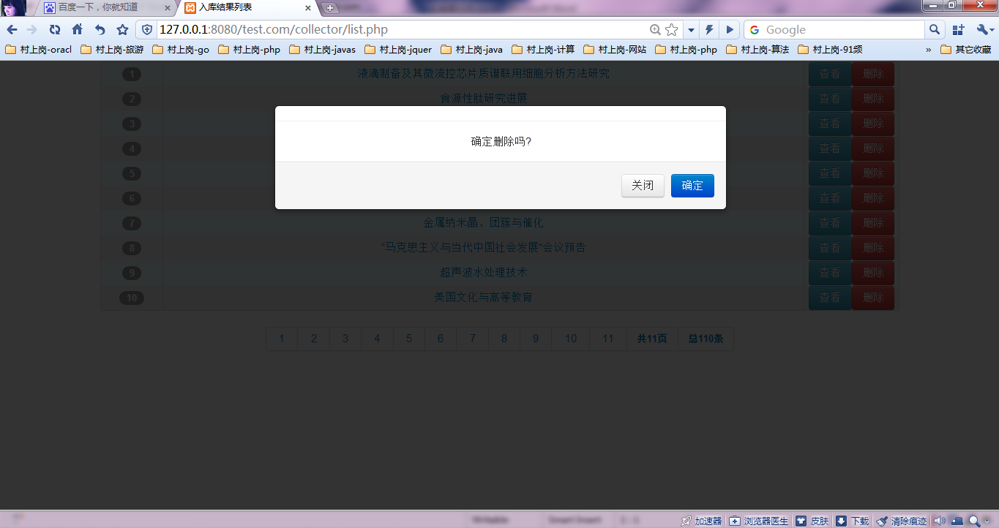 百度一下，你就知道
入库结果列表
127.0.0.1:8080/test.com/collector/list.php
Google
村上岗-oracl 村上岗-旅游 村上岗-go 村上岗-php 村上岗-javas 村上岗-jquer 村上岗-java 村上岗-计算 村上岗-网站 村上岗-php 村上岗-算法 村上岗-91频 » 其它收藏
1 液滴制备及其微流控芯片质谱联用细胞分析方法研究 查看 删除
2 食源性肽研究进展 查看 删除
3 查看 删除
4 查看 删除
5 查看 删除
6 查看 删除
7 金属纳米晶、团簇与催化 查看 删除
8 “马克思主义与当代中国社会发展”会议预告 查看 删除
9 超声波水处理技术 查看 删除
10 美国文化与高等教育 查看 删除
确定删除吗?
关闭 确定
1 2 3 4 5 6 7 8 9 10 11 共11页 总110条
Writable Smart Insert 1 : 1
加速器 浏览器医生 皮肤 下载 清除痕迹